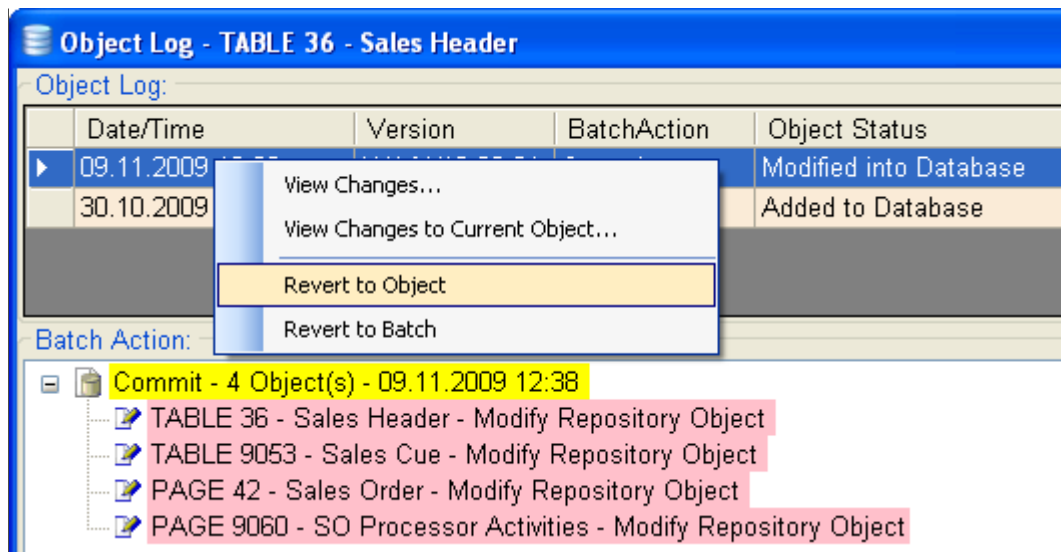 Object Log - TABLE 36 - Sales Header
Object Log:
Date/Time Version BatchAction Object Status
09.11.2009 Modified into Database
30.10.2009 Added to Database
View Changes...
View Changes to Current Object...
Revert to Object
Revert to Batch
Batch Action:
Commit - 4 Object(s) - 09.11.2009 12:38
TABLE 36 - Sales Header - Modify Repository Object
TABLE 9053 - Sales Cue - Modify Repository Object
PAGE 42 - Sales Order - Modify Repository Object
PAGE 9060 - SO Processor Activities - Modify Repository Object